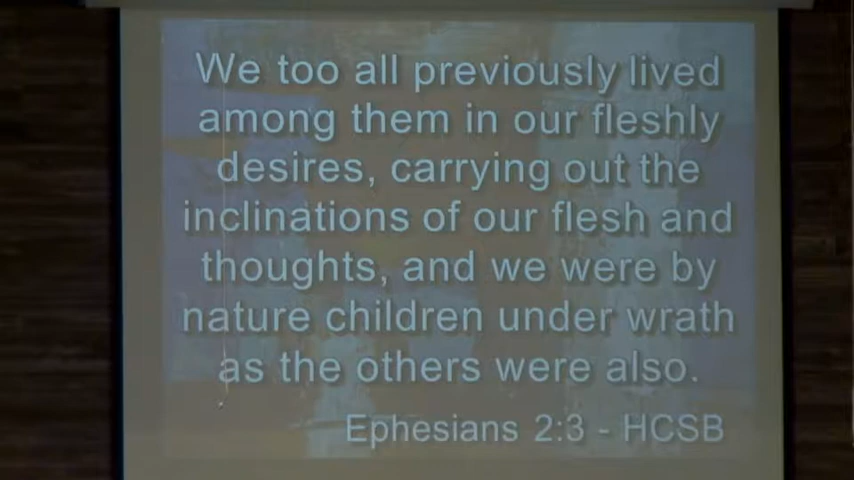 We too all previously lived
among them in our fleshly
desires, carrying out the
inclinations of our flesh and
thoughts, and we were by
nature children under wrath
as the others were also.
Ephesians 2:3 - HCSB